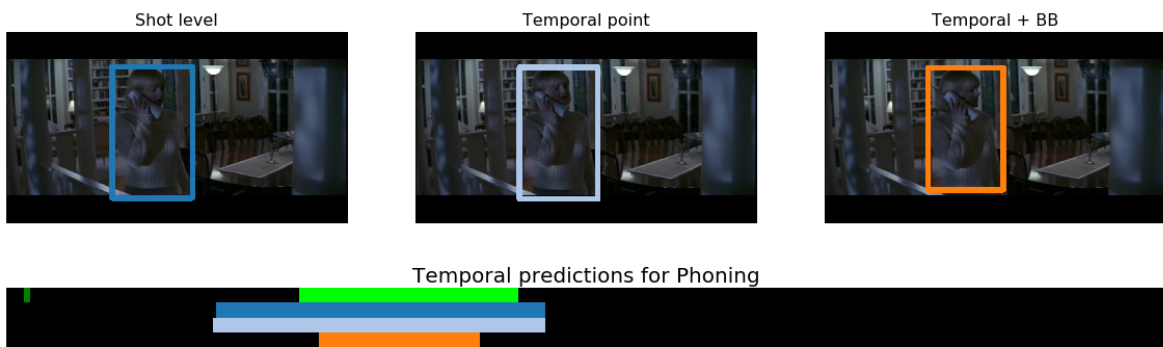 Shot level
Temporal point
Temporal + BB
Temporal predictions for Phoning